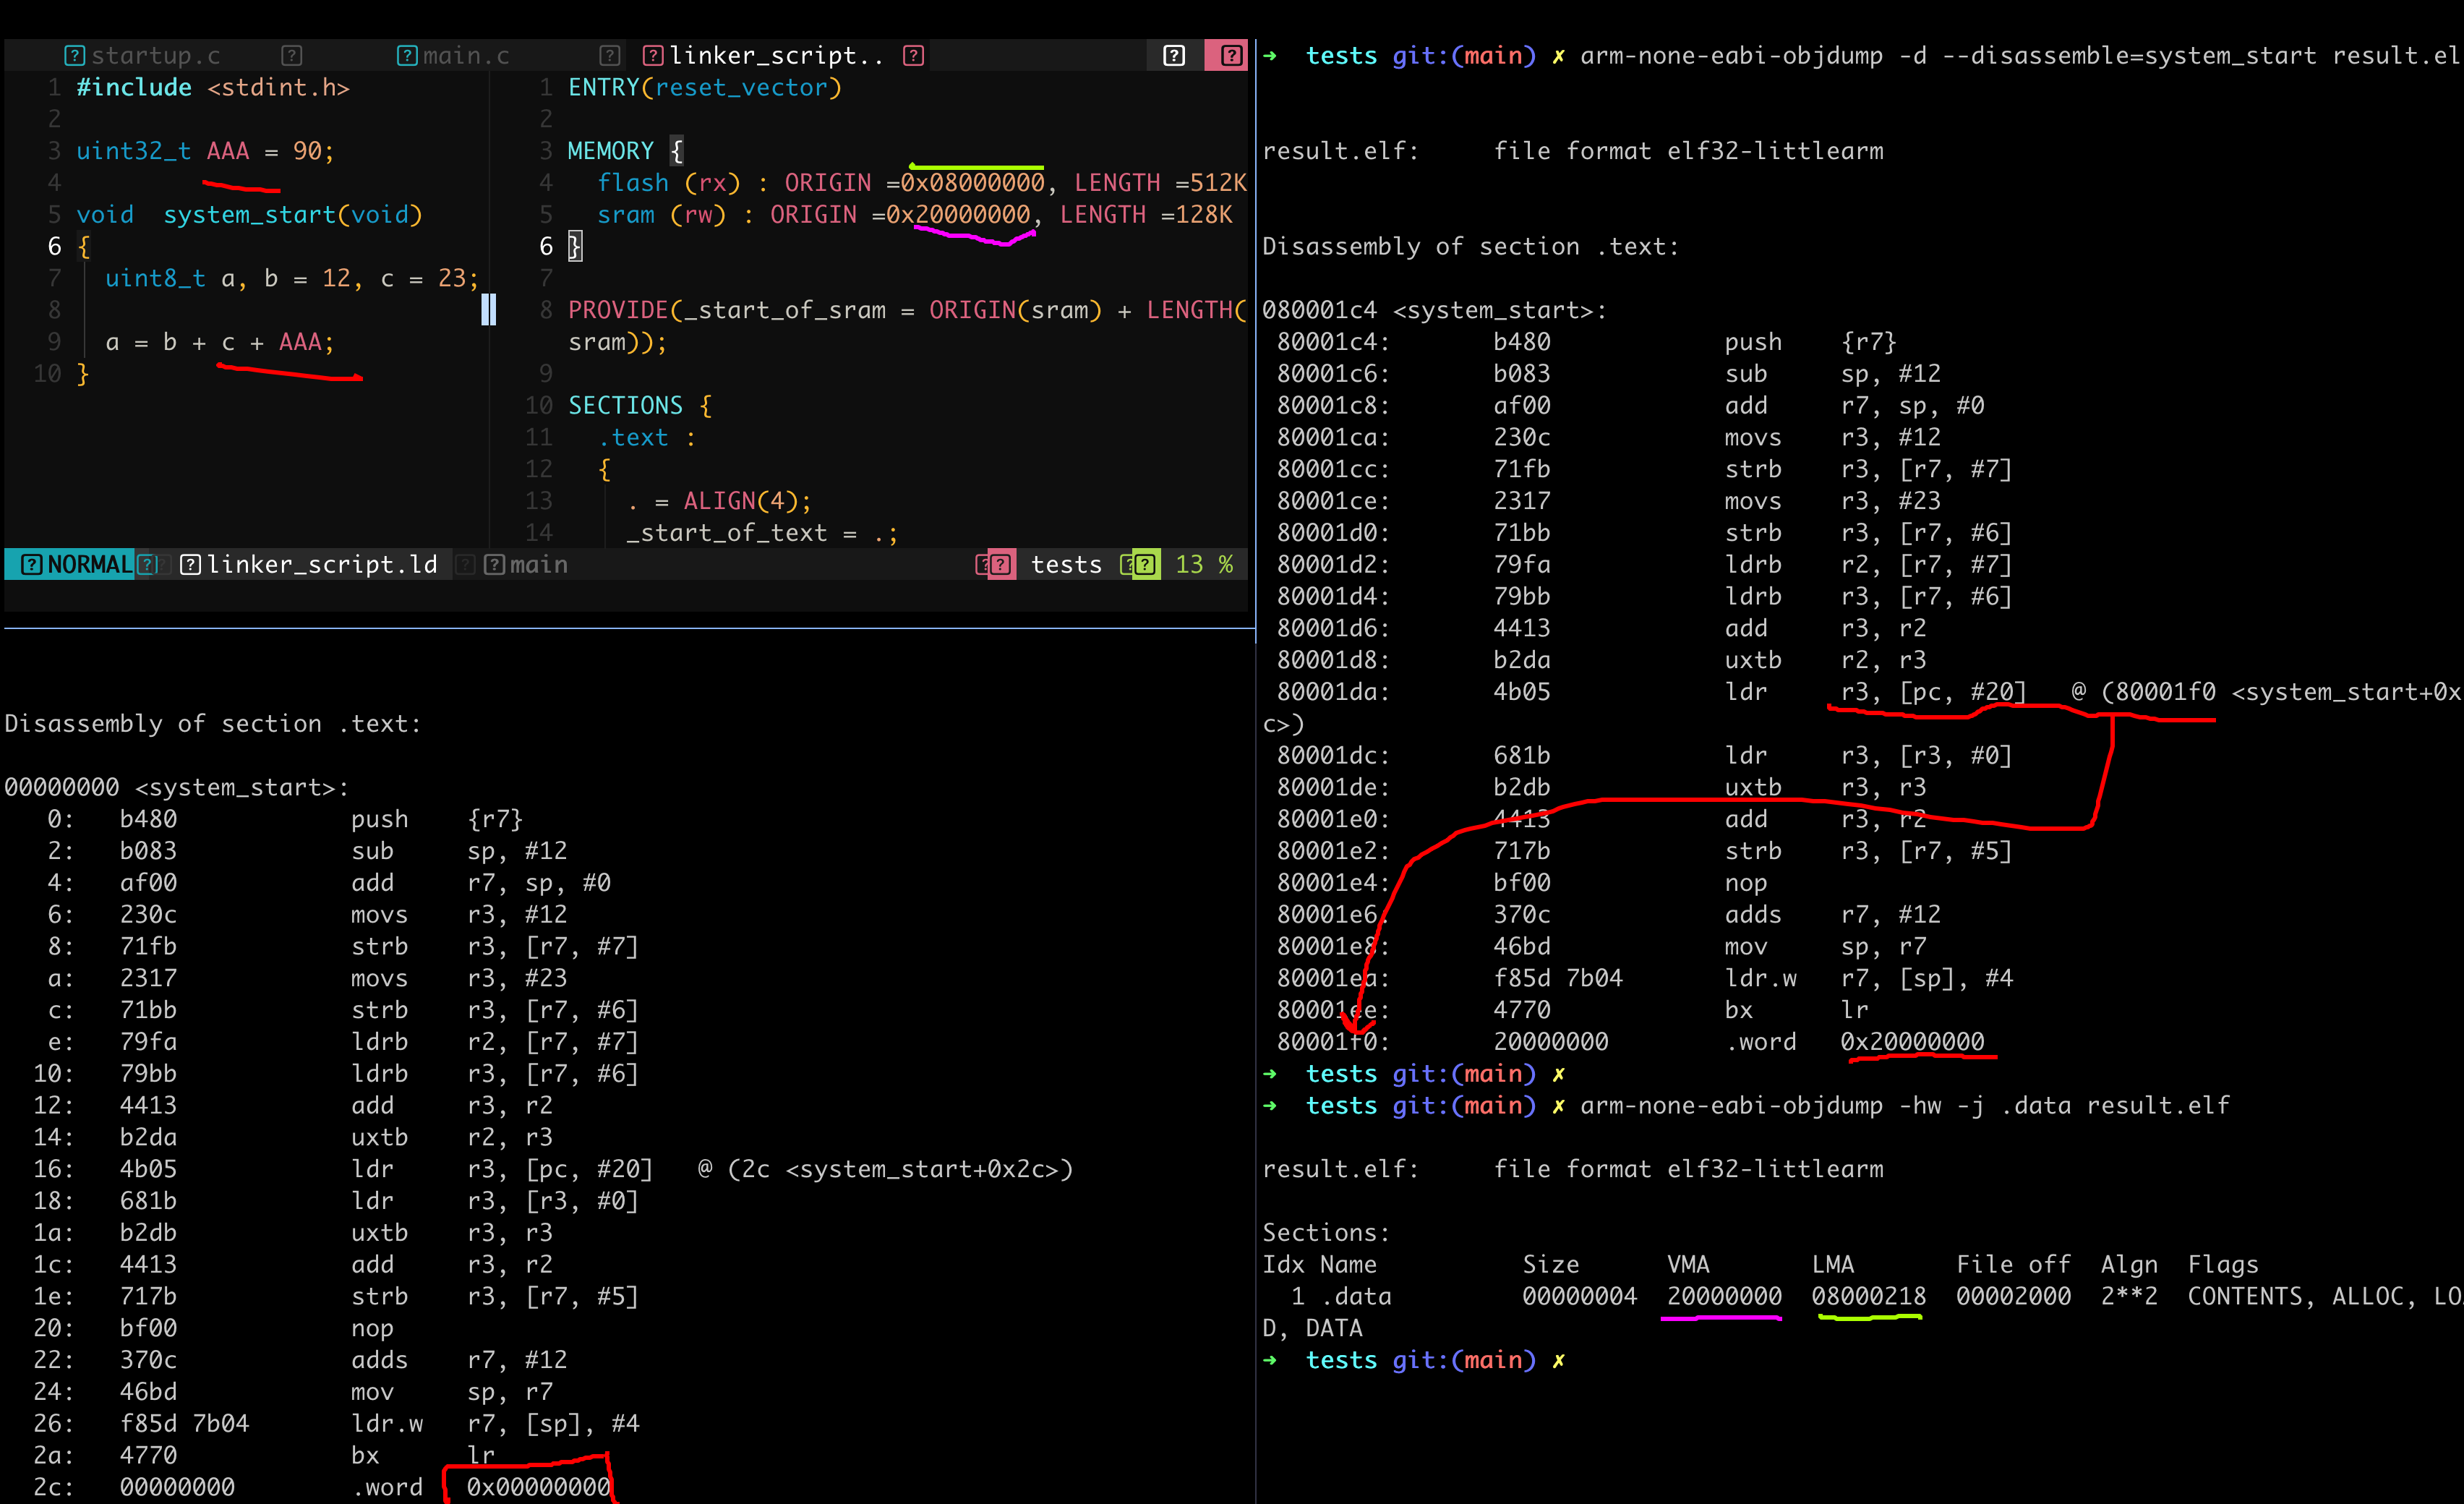 startup.c main.c linker_script..
1 #include <stdint.h>
2
3 uint32_t AAA = 90;
4
5 void system_start(void)
6 {
7 uint8_t a, b = 12, c = 23;
8
9 a = b + c + AAA;
10 }
1 ENTRY(reset_vector)
2
3 MEMORY {
4 flash (rx) : ORIGIN =0x08000000, LENGTH =512K
5 sram (rw) : ORIGIN =0x20000000, LENGTH =128K
6 }
7
8 PROVIDE(_start_of_sram = ORIGIN(sram) + LENGTH(
sram));
9
10 SECTIONS {
11 .text :
12 {
13 . = ALIGN(4);
14 _start_of_text = .;
NORMAL linker_script.ld main tests 13 %
Disassembly of section .text:
00000000 <system_start>:
0: b480 push {r7}
2: b083 sub sp, #12
4: af00 add r7, sp, #0
6: 230c movs r3, #12
8: 71fb strb r3, [r7, #7]
a: 2317 movs r3, #23
c: 71bb strb r3, [r7, #6]
e: 79fa ldrb r2, [r7, #7]
10: 79bb ldrb r3, [r7, #6]
12: 4413 add r3, r2
14: b2da uxtb r2, r3
16: 4b05 ldr r3, [pc, #20] @ (2c <system_start+0x2c>)
18: 681b ldr r3, [r3, #0]
1a: b2db uxtb r3, r3
1c: 4413 add r3, r2
1e: 717b strb r3, [r7, #5]
20: bf00 nop
22: 370c adds r7, #12
24: 46bd mov sp, r7
26: f85d 7b04 ldr.w r7, [sp], #4
2a: 4770 bx lr
2c: 00000000 .word 0x00000000
➜ tests git:(main) ✗ arm-none-eabi-objdump -d --disassemble=system_start result.el
result.elf: file format elf32-littlearm
Disassembly of section .text:
080001c4 <system_start>:
80001c4: b480 push {r7}
80001c6: b083 sub sp, #12
80001c8: af00 add r7, sp, #0
80001ca: 230c movs r3, #12
80001cc: 71fb strb r3, [r7, #7]
80001ce: 2317 movs r3, #23
80001d0: 71bb strb r3, [r7, #6]
80001d2: 79fa ldrb r2, [r7, #7]
80001d4: 79bb ldrb r3, [r7, #6]
80001d6: 4413 add r3, r2
80001d8: b2da uxtb r2, r3
80001da: 4b05 ldr r3, [pc, #20] @ (80001f0 <system_start+0x
c>)
80001dc: 681b ldr r3, [r3, #0]
80001de: b2db uxtb r3, r3
80001e0: 4413 add r3, r2
80001e2: 717b strb r3, [r7, #5]
80001e4: bf00 nop
80001e6: 370c adds r7, #12
80001e8: 46bd mov sp, r7
80001ea: f85d 7b04 ldr.w r7, [sp], #4
80001ee: 4770 bx lr
80001f0: 20000000 .word 0x20000000
➜ tests git:(main) ✗
➜ tests git:(main) ✗ arm-none-eabi-objdump -hw -j .data result.elf
result.elf: file format elf32-littlearm
Sections:
Idx Name Size VMA LMA File off Algn Flags
1 .data 00000004 20000000 08000218 00002000 2**2 CONTENTS, ALLOC, LO
D, DATA
➜ tests git:(main) ✗